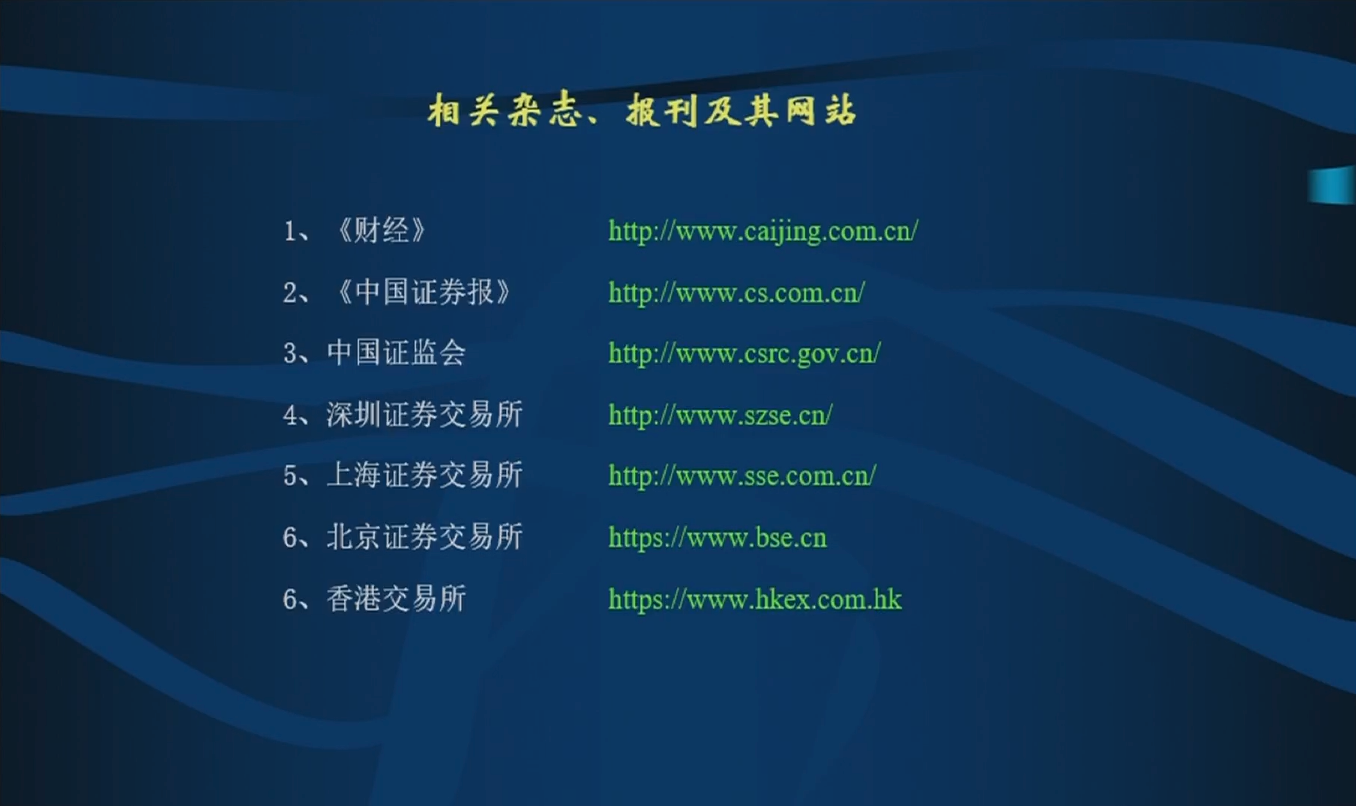 相关杂志、报刊及其网站
1、《财经》 http://www.caijing.com.cn/
2、《中国证券报》 http://www.cs.com.cn/
3、中国证监会 http://www.csrc.gov.cn/
4、深圳证券交易所 http://www.szse.cn/
5、上海证券交易所 http://www.sse.com.cn/
6、北京证券交易所 https://www.bse.cn
6、香港交易所 https://www.hkex.com.hk